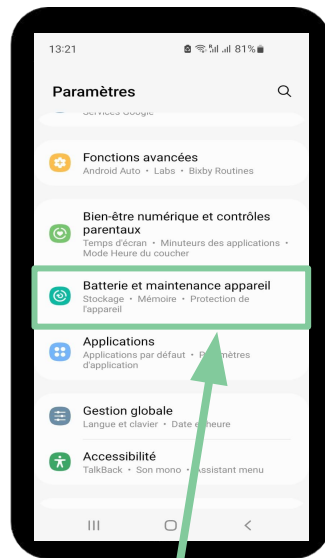 13:21 81%
Paramètres
Services Google
Fonctions avancées
Android Auto • Labs • Bixby Routines
Bien-être numérique et contrôles
parentaux
Temps d'écran • Minuteurs des applications •
Mode Heure du coucher
Batterie et maintenance appareil
Stockage • Mémoire • Protection de
l'appareil
Applications
Applications par défaut • Paramètres
d'application
Gestion globale
Langue et clavier • Date et heure
Accessibilité
TalkBack • Son mono • Assistant menu